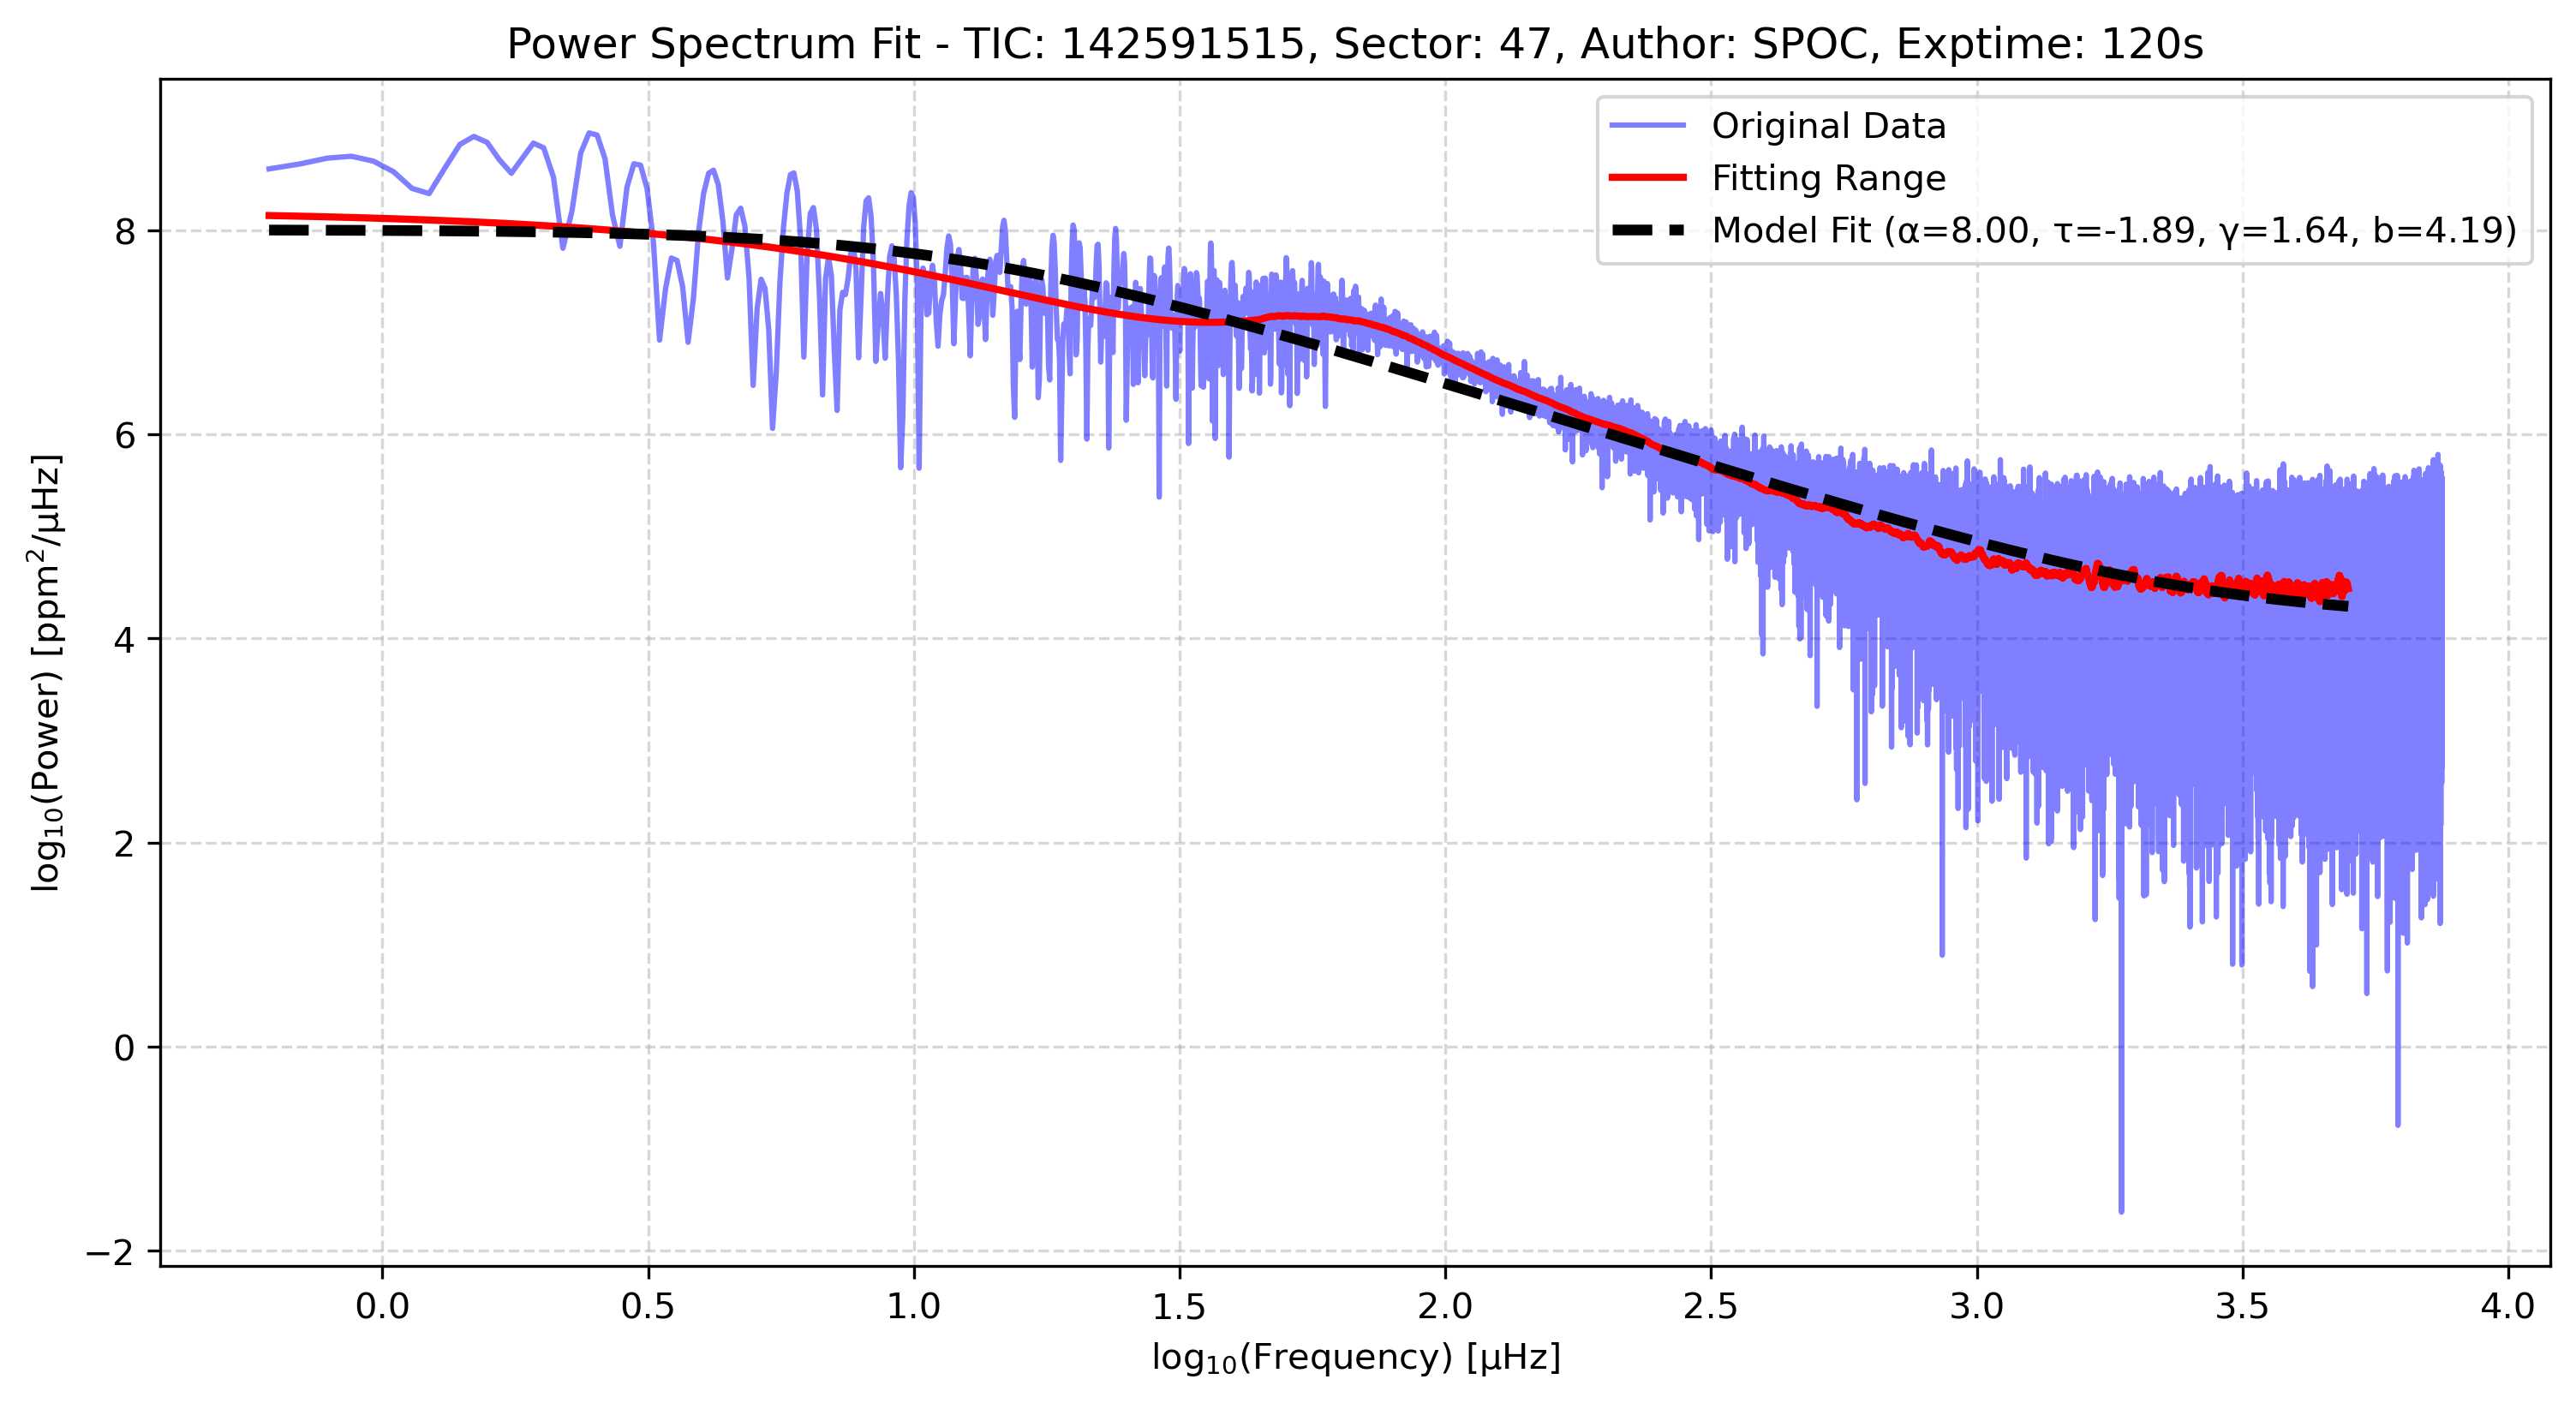 Power Spectrum Fit - TIC: 142591515, Sector: 47, Author: SPOC, Exptime: 120s
Original Data
Fitting Range
Model Fit (α=8.00, τ=-1.89, γ=1.64, b=4.19)
log₁₀(Power) [ppm²/μHz]
8
6
4
2
0
−2
0.0 0.5 1.0 1.5 2.0 2.5 3.0 3.5 4.0
log₁₀(Frequency) [μHz]